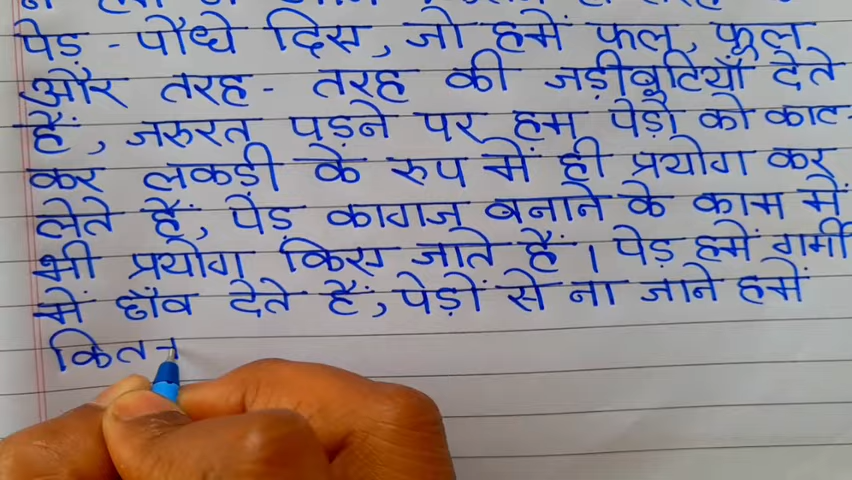 पेड़ - पौधे दिए, जो हमें फल, फूल
और तरह - तरह की जड़ीबुटियाँ देते
हैं, जरुरत पड़ने पर हम पेड़ो को काट-
कर लकड़ी के रुप में ही प्रयोग कर
लेते हैं, पेड़ कागज बनाने के काम में
भी प्रयोग किए जाते हैं। पेड़ हमें गर्मी
में छाँव देते हैं, पेड़ों से ना जाने हमें